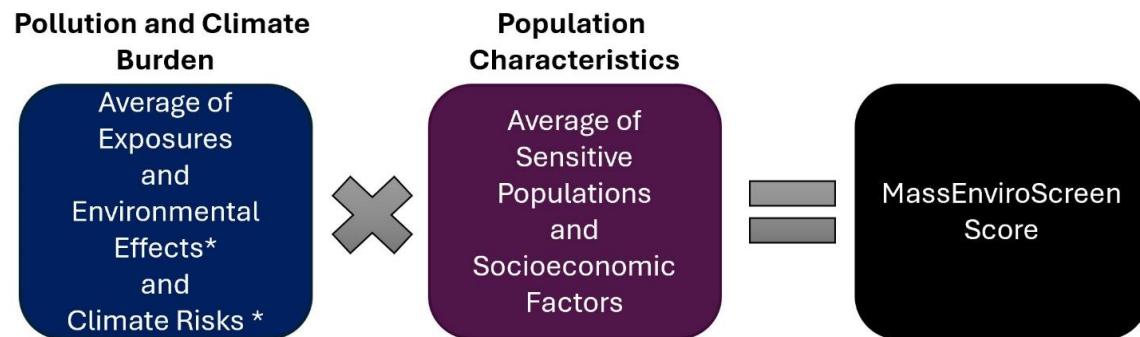 Pollution and Climate
Burden
Average of
Exposures
and
Environmental
Effects*
and
Climate Risks *
Population
Characteristics
Average of
Sensitive
Populations
and
Socioeconomic
Factors
MassEnviroScreen
Score